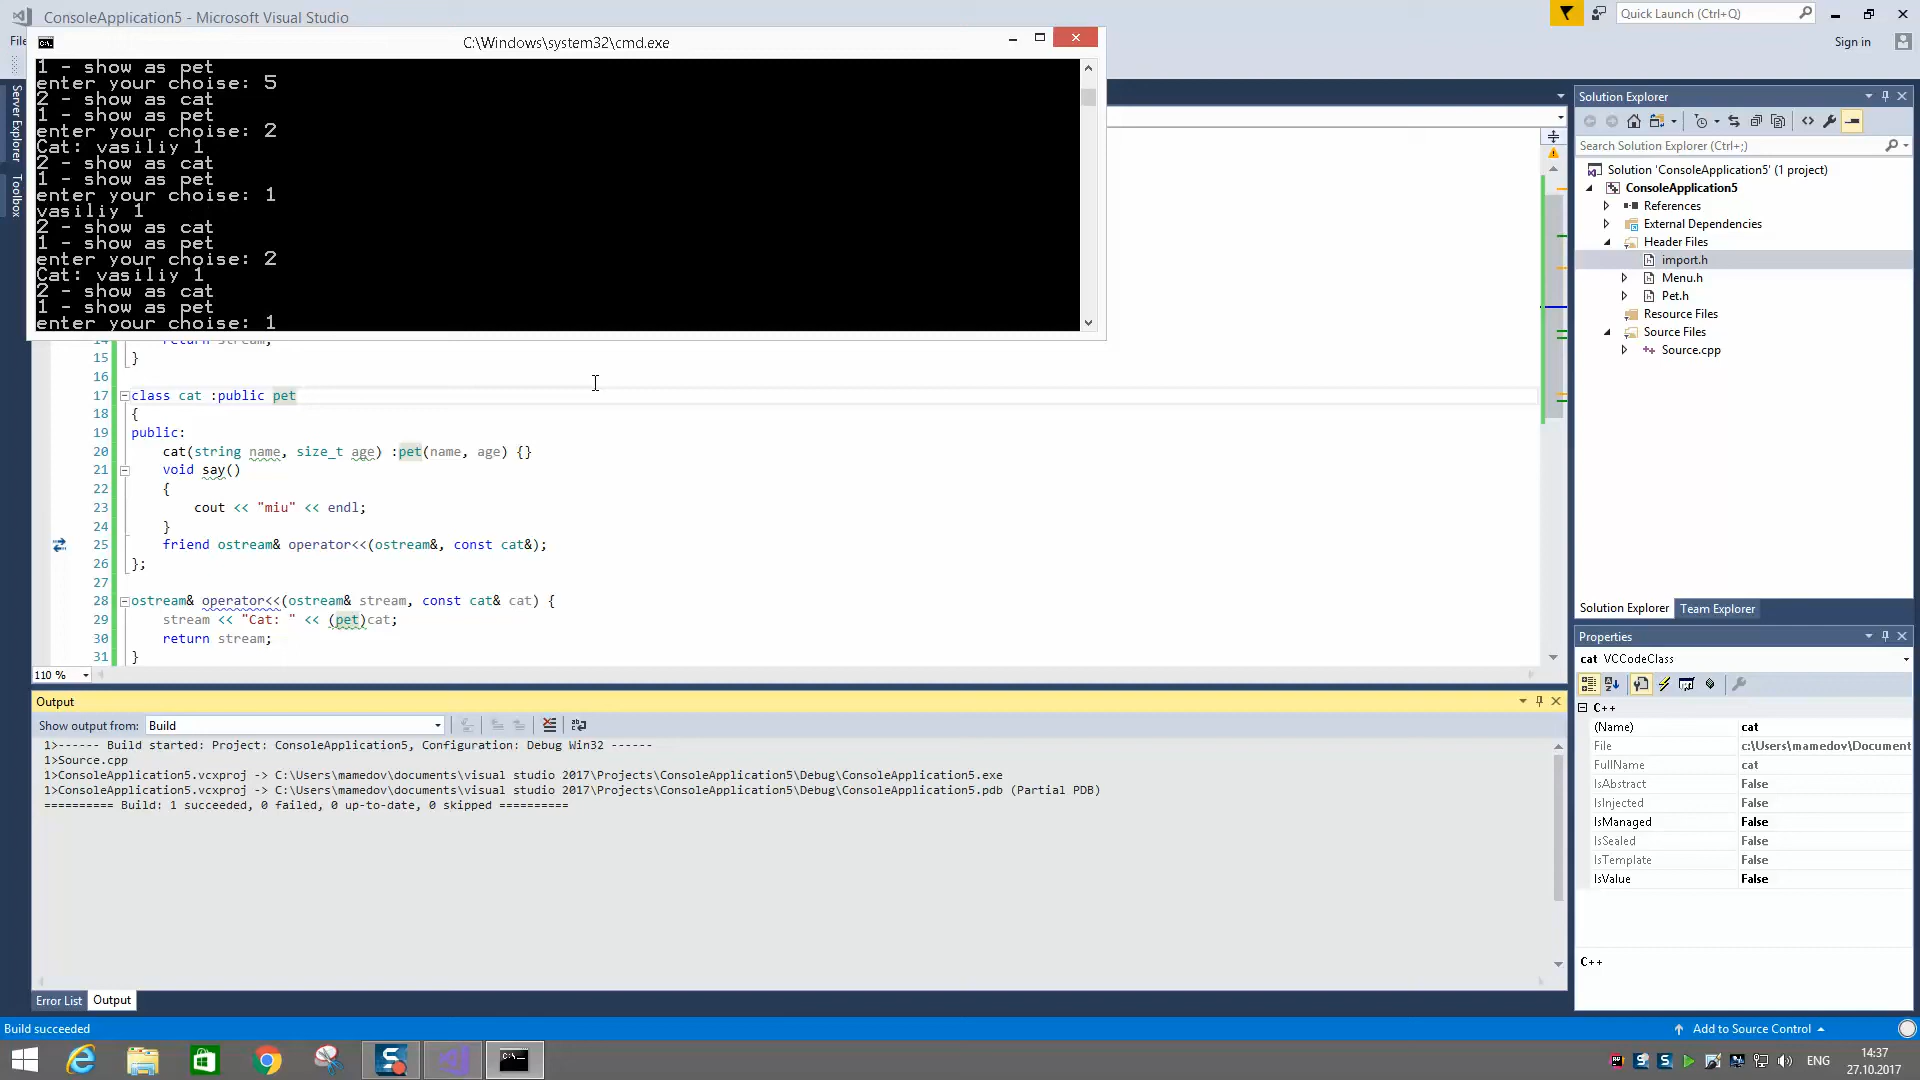 ConsoleApplication5 - Microsoft Visual Studio
Quick Launch (Ctrl+Q)
Sign in
C:\Windows\system32\cmd.exe
1 - show as pet
enter your choise: 5
2 - show as cat
1 - show as pet
enter your choise: 2
Cat: vasiliy 1
2 - show as cat
1 - show as pet
enter your choise: 1
vasiliy 1
2 - show as cat
1 - show as pet
enter your choise: 2
Cat: vasiliy 1
2 - show as cat
1 - show as pet
enter your choise: 1
Server Explorer
Toolbox
15 }
16
17 class cat :public pet
18 {
19 public:
20 cat(string name, size_t age) :pet(name, age) {}
21 void say()
22 {
23 cout << "miu" << endl;
24 }
25 friend ostream& operator<<(ostream&, const cat&);
26 };
27
28 ostream& operator<<(ostream& stream, const cat& cat) {
29 stream << "Cat: " << (pet)cat;
30 return stream;
31 }
110 %
Output
Show output from: Build
1>------ Build started: Project: ConsoleApplication5, Configuration: Debug Win32 ------
1>Source.cpp
1>ConsoleApplication5.vcxproj -> C:\Users\mamedov\documents\visual studio 2017\Projects\ConsoleApplication5\Debug\ConsoleApplication5.exe
1>ConsoleApplication5.vcxproj -> C:\Users\mamedov\documents\visual studio 2017\Projects\ConsoleApplication5\Debug\ConsoleApplication5.pdb (Partial PDB)
========== Build: 1 succeeded, 0 failed, 0 up-to-date, 0 skipped ==========
Error List
Output
Solution Explorer
Search Solution Explorer (Ctrl+;)
Solution 'ConsoleApplication5' (1 project)
ConsoleApplication5
References
External Dependencies
Header Files
import.h
Menu.h
Pet.h
Resource Files
Source Files
Source.cpp
Solution Explorer
Team Explorer
Properties
cat VCCodeClass
C++
(Name) cat
File c:\Users\mamedov\Document
FullName cat
IsAbstract False
IsInjected False
IsManaged False
IsSealed False
IsTemplate False
IsValue False
C++
Build succeeded
Add to Source Control
ENG
14:37
27.10.2017